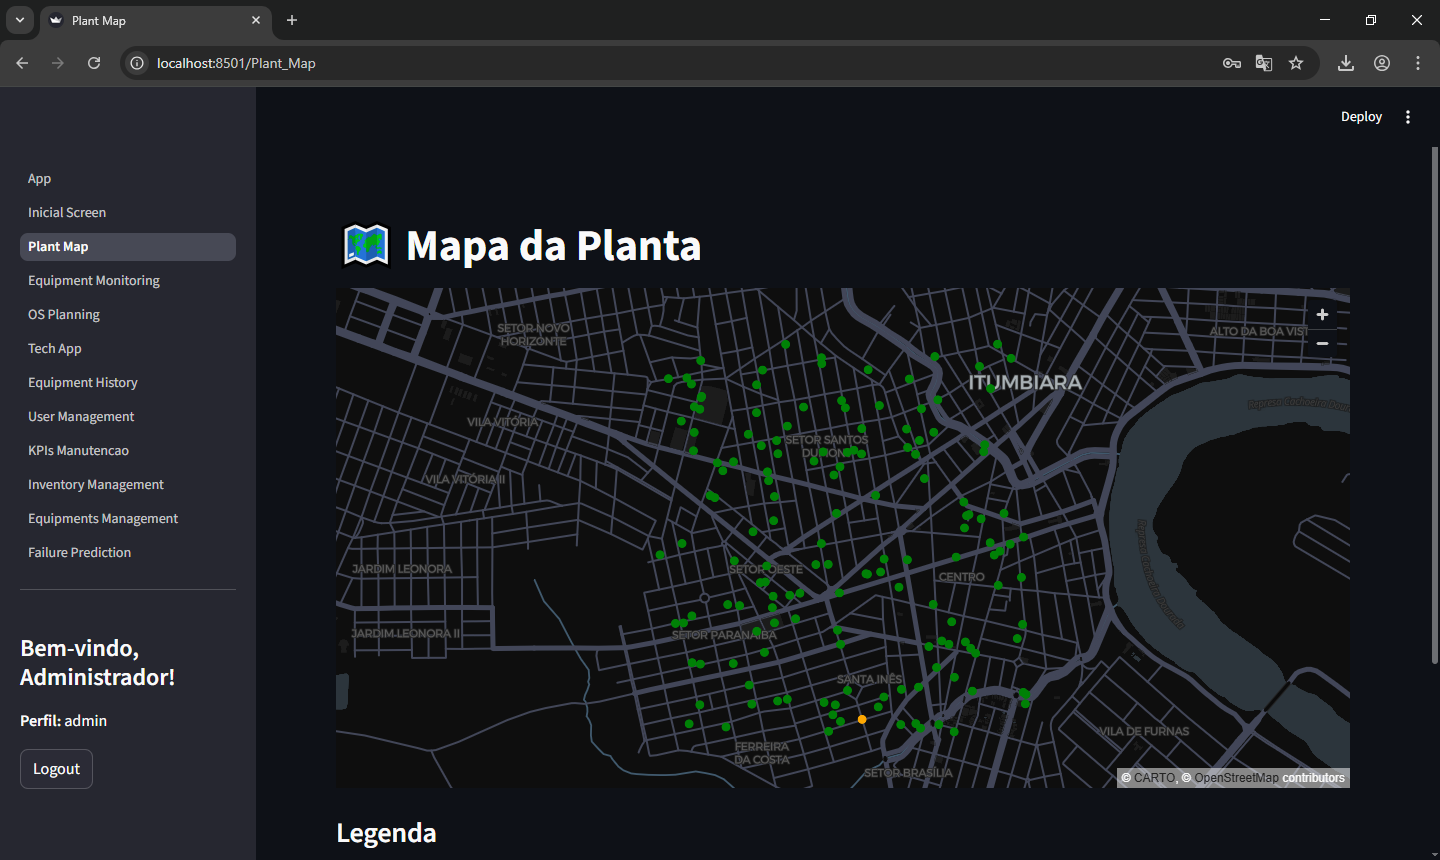 Plant Map
localhost:8501/Plant_Map
Deploy
App
Inicial Screen
Plant Map
Equipment Monitoring
OS Planning
Tech App
Equipment History
User Management
KPIs Manutencao
Inventory Management
Equipments Management
Failure Prediction
Bem-vindo,
Administrador!
Perfil: admin
Logout
Mapa da Planta
SETOR NOVO
HORIZONTE
ALTO DA BOA VIST
ITUMBIARA
VILA VITÓRIA
SETOR SANTOS
DUMONT
VILA VITÓRIA II
JARDIM LEONORA
SETOR OESTE
CENTRO
JARDIM LEONORA II
SETOR PARANAÍBA
SANTA INÊS
FERREIRA
DA COSTA
VILA DE FURNAS
SETOR BRASÍLIA
© CARTO, © OpenStreetMap contributors
Legenda